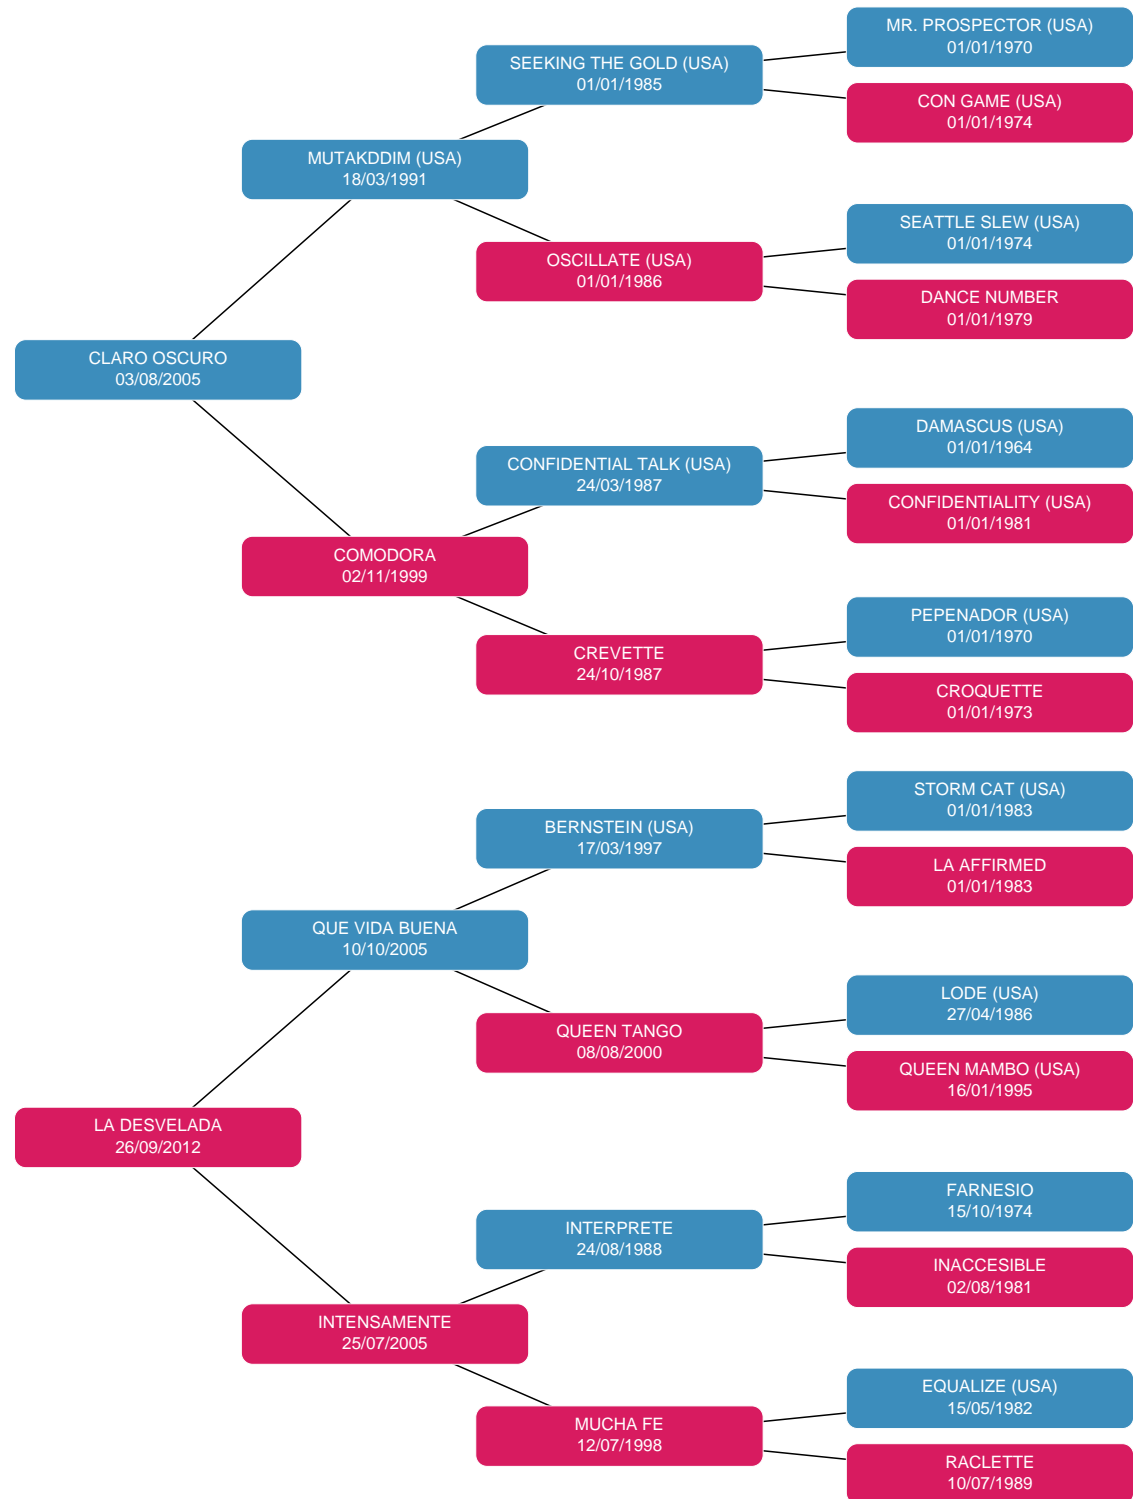 MR. PROSPECTOR (USA)
01/01/1970
SEEKING THE GOLD (USA)
01/01/1985
CON GAME (USA)
01/01/1974
MUTAKDDIM (USA)
18/03/1991
SEATTLE SLEW (USA)
01/01/1974
OSCILLATE (USA)
01/01/1986
DANCE NUMBER
01/01/1979
CLARO OSCURO
03/08/2005
DAMASCUS (USA)
01/01/1964
CONFIDENTIAL TALK (USA)
24/03/1987
CONFIDENTIALITY (USA)
01/01/1981
COMODORA
02/11/1999
PEPENADOR (USA)
01/01/1970
CREVETTE
24/10/1987
CROQUETTE
01/01/1973
STORM CAT (USA)
01/01/1983
BERNSTEIN (USA)
17/03/1997
LA AFFIRMED
01/01/1983
QUE VIDA BUENA
10/10/2005
LODE (USA)
27/04/1986
QUEEN TANGO
08/08/2000
QUEEN MAMBO (USA)
16/01/1995
LA DESVELADA
26/09/2012
FARNESIO
15/10/1974
INTERPRETE
24/08/1988
INACCESIBLE
02/08/1981
INTENSAMENTE
25/07/2005
EQUALIZE (USA)
15/05/1982
MUCHA FE
12/07/1998
RACLETTE
10/07/1989